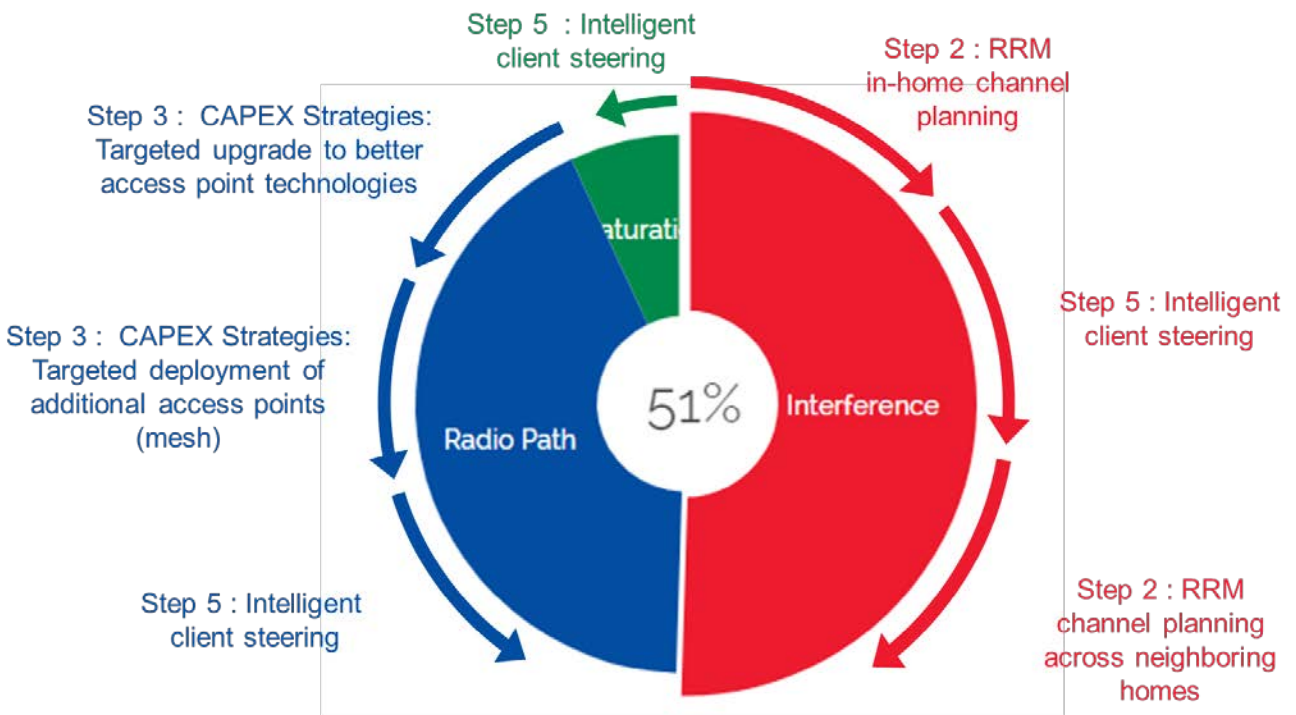 Step 5 : Intelligent
client steering
Step 2 : RRM
in-home channel
planning
Step 3 : CAPEX Strategies:
Targeted upgrade to better
access point technologies
aturati
Step 5 : Intelligent
client steering
Step 3 : CAPEX Strategies:
Targeted deployment of
additional access points
(mesh)
51%
Interference
Radio Path
Step 5 : Intelligent
client steering
Step 2 : RRM
channel planning
across neighboring
homes